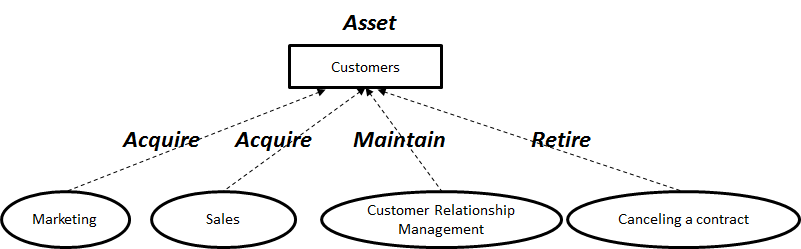 Asset
Customers
Acquire
Acquire
Maintain
Retire
Marketing
Sales
Customer Relationship
Management
Canceling a contract